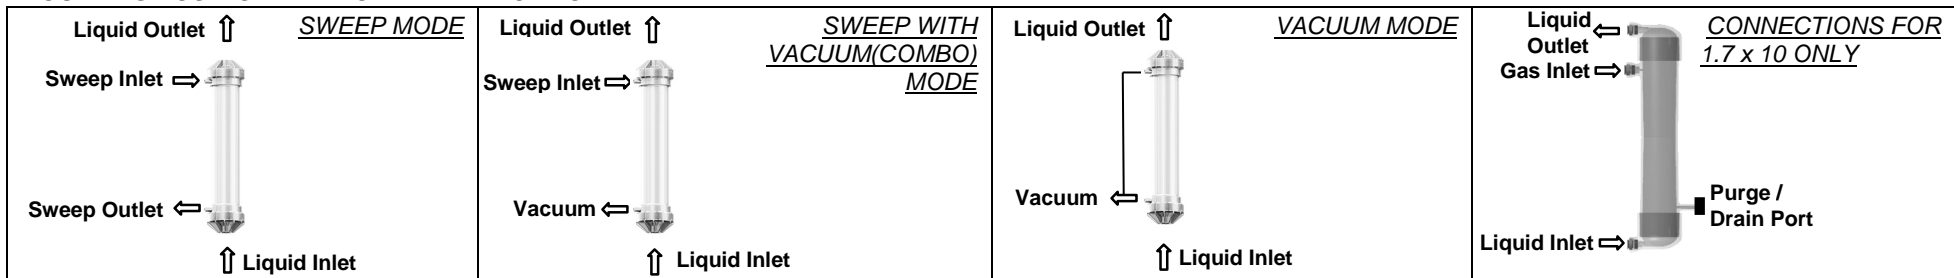 Liquid Outlet
SWEEP MODE
Sweep Inlet
Sweep Outlet
Liquid Inlet
Liquid Outlet
SWEEP WITH
VACUUM(COMBO)
MODE
Sweep Inlet
Vacuum
Liquid Inlet
Liquid Outlet
VACUUM MODE
Vacuum
Liquid Inlet
Liquid
Outlet
Gas Inlet
CONNECTIONS FOR
1.7 x 10 ONLY
Purge /
Drain Port
Liquid Inlet